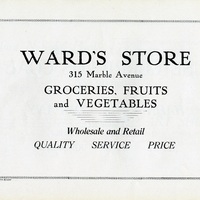 WARD'S STORE
315 Marble Avenue
GROCERIES, FRUITS
and VEGETABLES
Wholesale and Retail
QUALITY SERVICE PRICE